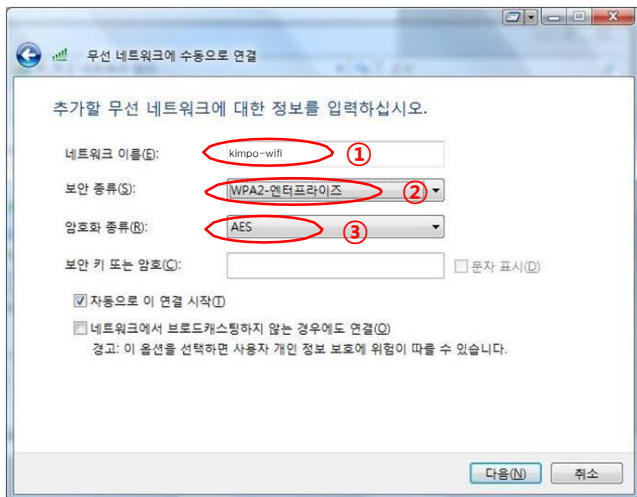 무선 네트워크에 수동으로 연결
추가할 무선 네트워크에 대한 정보를 입력하십시오.
네트워크 이름(E): kimpo-wifi ①
보안 종류(S): WPA2-엔터프라이즈 ②
암호화 종류(R): AES ③
보안 키 또는 암호(C): 문자 표시(D)
자동으로 이 연결 시작(T)
네트워크에서 브로드캐스팅하지 않는 경우에도 연결(O)
경고: 이 옵션을 선택하면 사용자 개인 정보 보호에 위험이 따를 수 있습니다.
다음(N) 취소